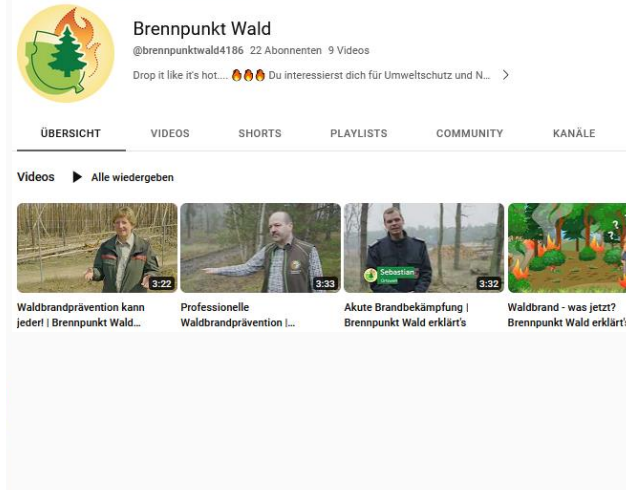 Brennpunkt Wald
@brennpunktwald4186 22 Abonnenten 9 Videos
Drop it like it's hot.... 🔥🔥🔥 Du interessierst dich für Umweltschutz und N...
ÜBERSICHT VIDEOS SHORTS PLAYLISTS COMMUNITY KANÄLE
Videos Alle wiedergeben
Sebastian
3:22 3:33 3:32
Waldbrandprävention kann
jeder! | Brennpunkt Wald...
Professionelle
Waldbrandprävention |...
Akute Brandbekämpfung |
Brennpunkt Wald erklärt's
Waldbrand - was jetzt?
Brennpunkt Wald erklärt's